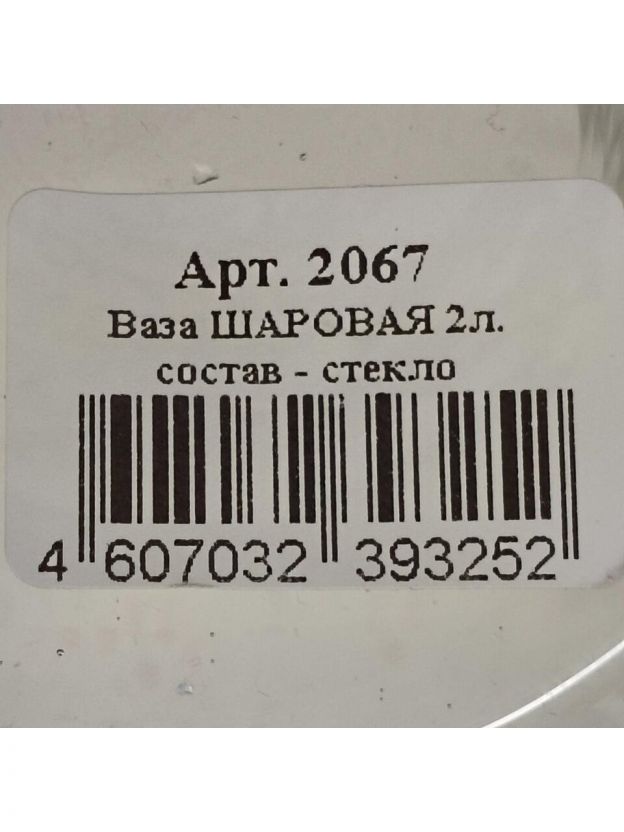 Арт. 2067
Ваза ШАРОВАЯ 2л.
состав - стекло
4 607032 393252